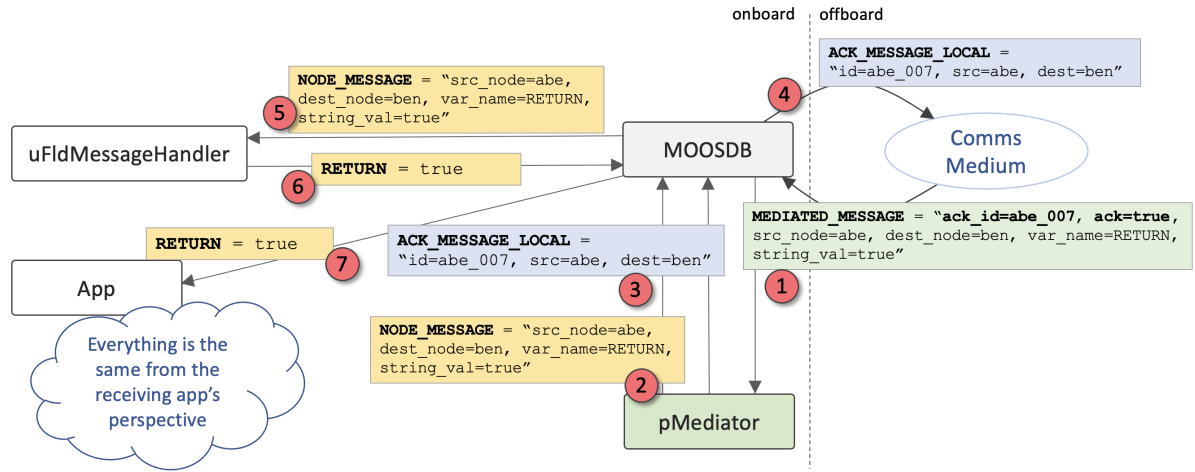 onboard
offboard
ACK_MESSAGE_LOCAL =
“id=abe_007, src=abe, dest=ben”
4
NODE_MESSAGE = “src_node=abe,
dest_node=ben, var_name=RETURN,
string_val=true”
5
uFldMessageHandler
MOOSDB
Comms
Medium
RETURN = true
6
MEDIATED_MESSAGE = “ack_id=abe_007, ack=true,
src_node=abe, dest_node=ben, var_name=RETURN,
string_val=true”
1
RETURN = true
7
ACK_MESSAGE_LOCAL =
“id=abe_007, src=abe, dest=ben”
3
App
NODE_MESSAGE = “src_node=abe,
dest_node=ben, var_name=RETURN,
string_val=true”
2
Everything is the
same from the
receiving app’s
perspective
pMediator